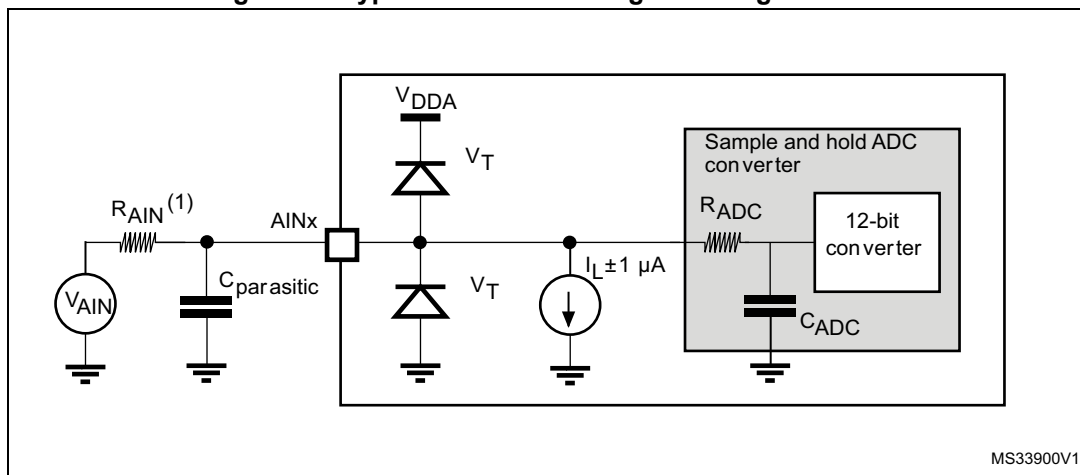 V_DDA
V_T
Sample and hold ADC
converter
R_AIN (1)
AINx
R_ADC
12-bit
converter
V_AIN
C_parasitic
V_T
I_L ±1 µA
C_ADC
MS33900V1